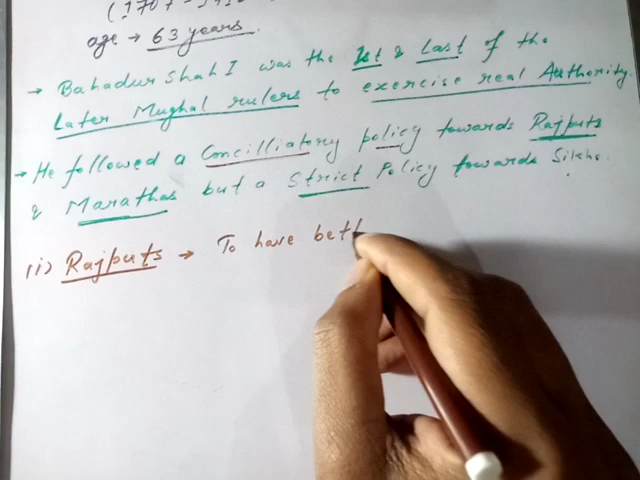 age → 63 years.
→ Bahadur Shah I was the 1st & Last of the
Later Mughal rulers to exercise real Authority.
→ He followed a Concilliatory policy towards Rajputs
& Marathas but a Strict Policy towards Sikhs.
(i) Rajputs → To have bett